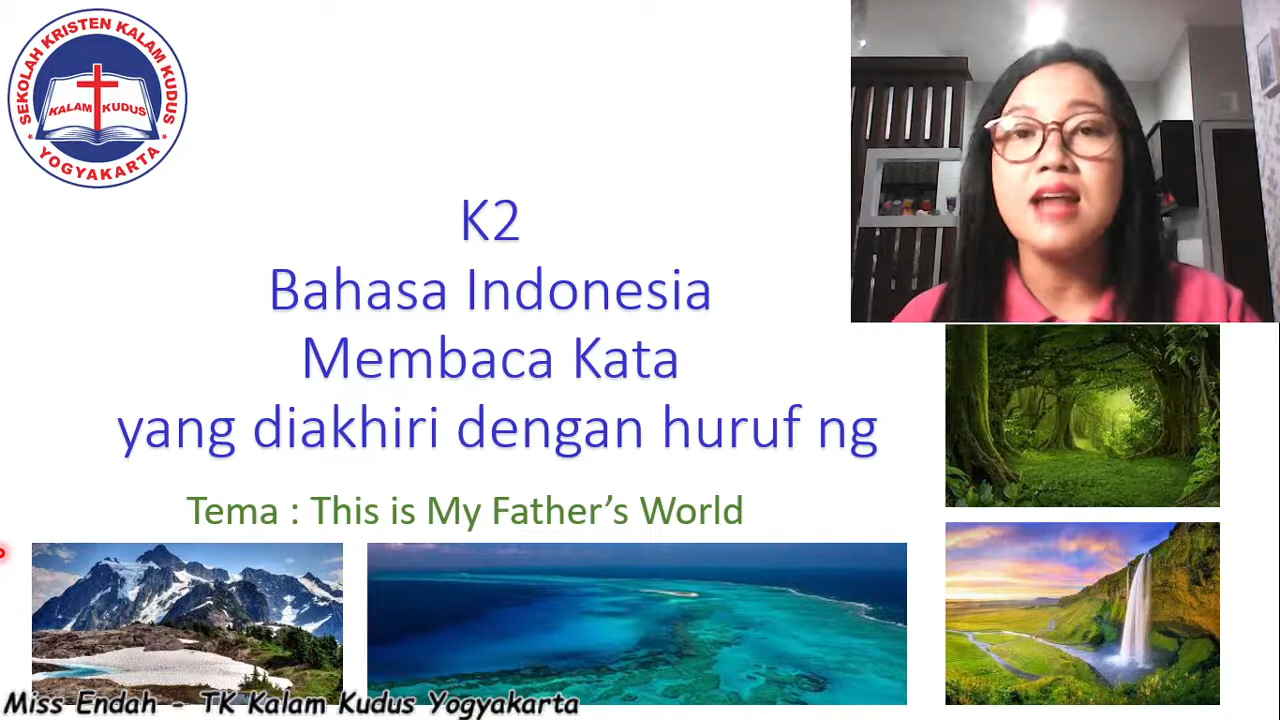 SEKOLAH KRISTEN KALAM KUDUS
KALAM KUDUS
YOGYAKARTA
K2
Bahasa Indonesia
Membaca Kata
yang diakhiri dengan huruf ng
Tema : This is My Father’s World
Miss Endah - TK Kalam Kudus Yogyakarta